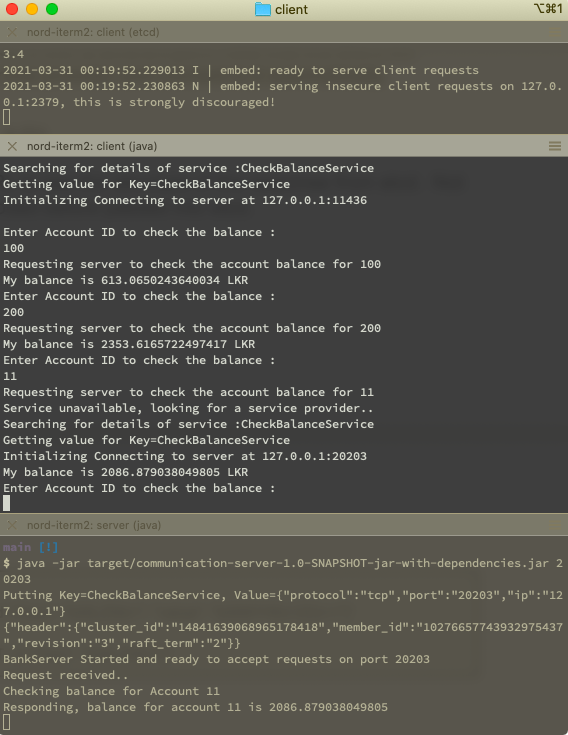 client
⌥⌘1
nord-iterm2: client (etcd)
3.4
2021-03-31 00:19:52.229013 I | embed: ready to serve client requests
2021-03-31 00:19:52.230863 N | embed: serving insecure client requests on 127.0.
0.1:2379, this is strongly discouraged!
nord-iterm2: client (java)
Searching for details of service :CheckBalanceService
Getting value for Key=CheckBalanceService
Initializing Connecting to server at 127.0.0.1:11436
Enter Account ID to check the balance :
100
Requesting server to check the account balance for 100
My balance is 613.0650243640034 LKR
Enter Account ID to check the balance :
200
Requesting server to check the account balance for 200
My balance is 2353.6165722497417 LKR
Enter Account ID to check the balance :
11
Requesting server to check the account balance for 11
Service unavailable, looking for a service provider..
Searching for details of service :CheckBalanceService
Getting value for Key=CheckBalanceService
Initializing Connecting to server at 127.0.0.1:20203
My balance is 2086.879038049805 LKR
Enter Account ID to check the balance :
nord-iterm2: server (java)
main [!]
$ java -jar target/communication-server-1.0-SNAPSHOT-jar-with-dependencies.jar 2
0203
Putting Key=CheckBalanceService, Value={"protocol":"tcp","port":"20203","ip":"12
7.0.0.1"}
{"header":{"cluster_id":"14841639068965178418","member_id":"10276657743932975437
","revision":"3","raft_term":"2"}}
BankServer Started and ready to accept requests on port 20203
Request received..
Checking balance for Account 11
Responding, balance for account 11 is 2086.879038049805